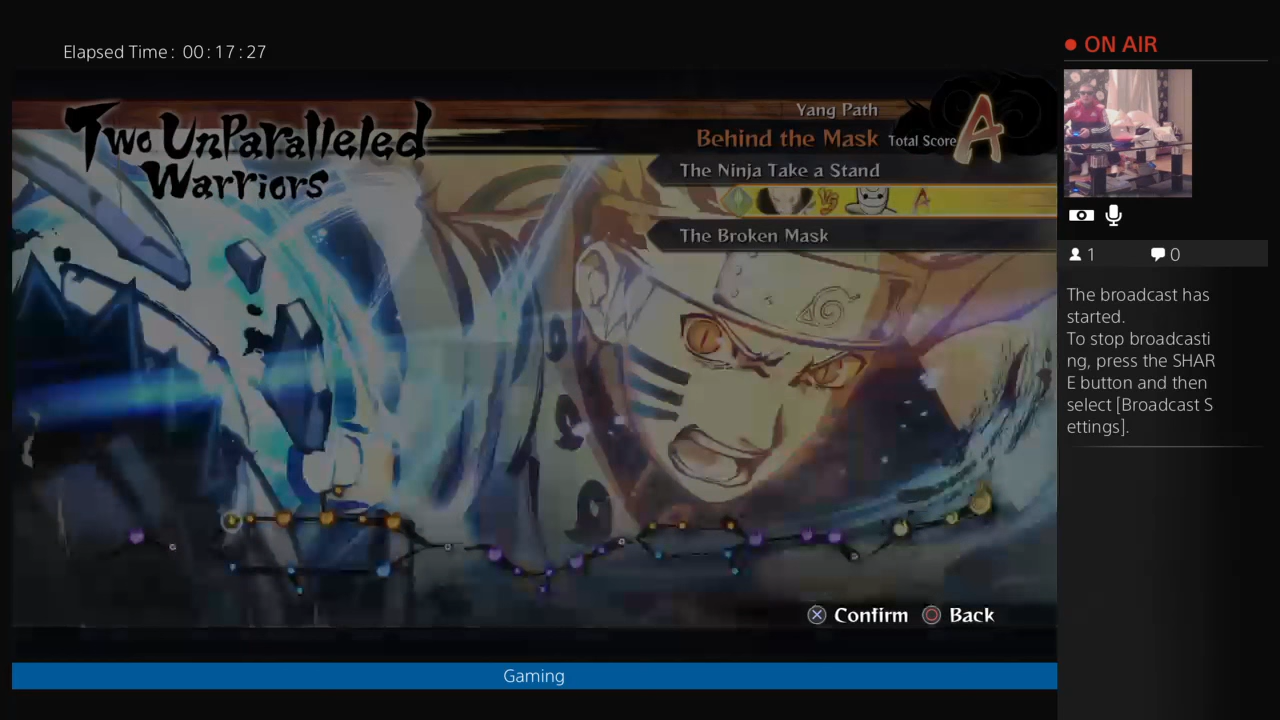 Elapsed Time: 00:17:27
ON AIR
Two UnParalleled
Warriors
Yang Path
Behind the Mask Total Score A
The Ninja Take a Stand
A
The Broken Mask
1 0
The broadcast has
started.
To stop broadcasti
ng, press the SHAR
E button and then
select [Broadcast S
ettings].
Confirm Back
Gaming